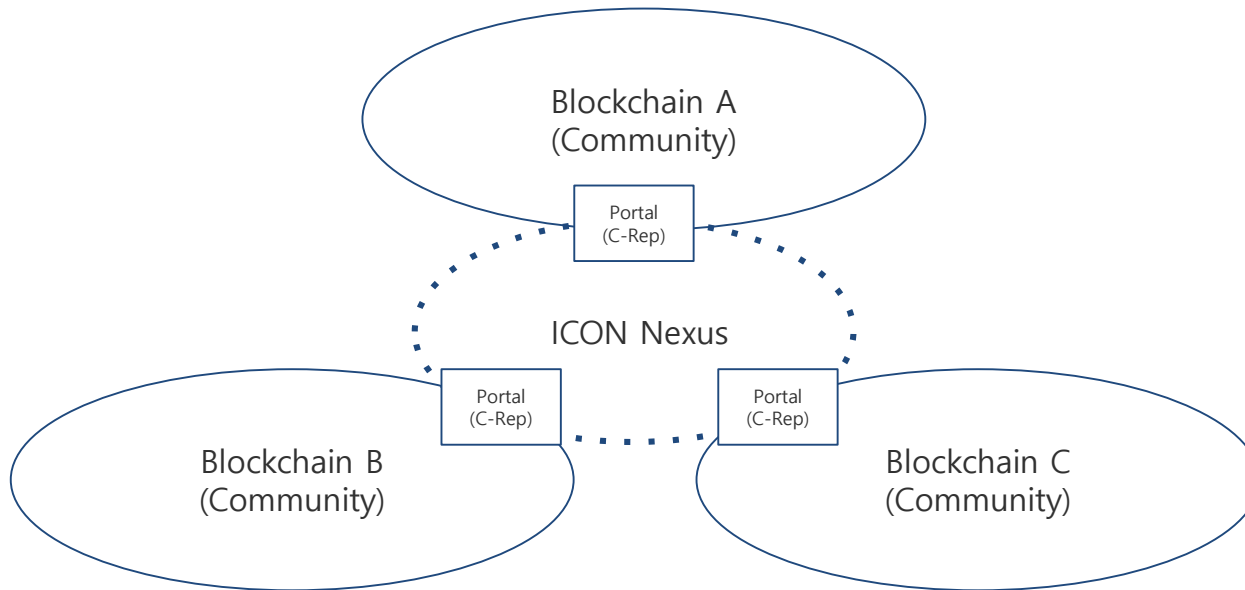 Blockchain A
(Community)
Portal
(C-Rep)
ICON Nexus
Portal
(C-Rep)
Portal
(C-Rep)
Blockchain B
(Community)
Blockchain C
(Community)